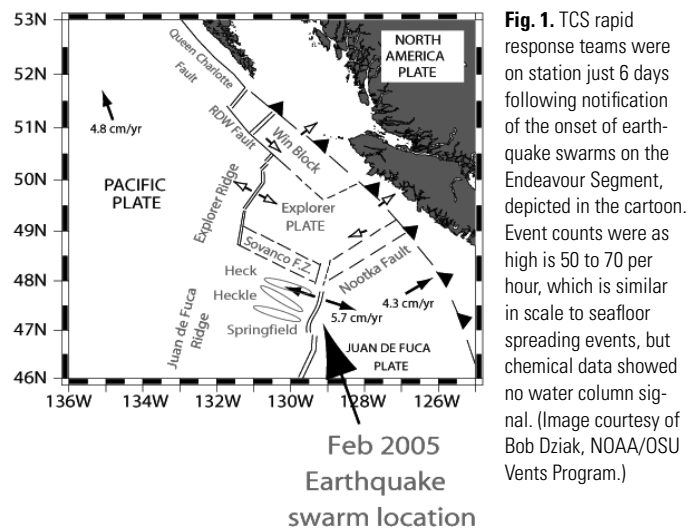 53N
52N
51N
50N
49N
48N
47N
46N
136W
134W
132W
130W
128W
126W
Queen Charlotte
Fault
NORTH
AMERICA
PLATE
4.8 cm/yr
RDW Fault
Win Block
PACIFIC
PLATE
Explorer Ridge
Explorer
PLATE
Sovanco F.Z.
Nootka Fault
Heck
Heckle
Springfield
4.3 cm/yr
5.7 cm/yr
Juan de Fuca
Ridge
JUAN DE FUCA
PLATE
Feb 2005
Earthquake
swarm location
Fig. 1. TCS rapid
response teams were
on station just 6 days
following notification
of the onset of earth-
quake swarms on the
Endeavour Segment,
depicted in the cartoon.
Event counts were as
high is 50 to 70 per
hour, which is similar
in scale to seafloor
spreading events, but
chemical data showed
no water column sig-
nal. (Image courtesy of
Bob Dziak, NOAA/OSU
Vents Program.)